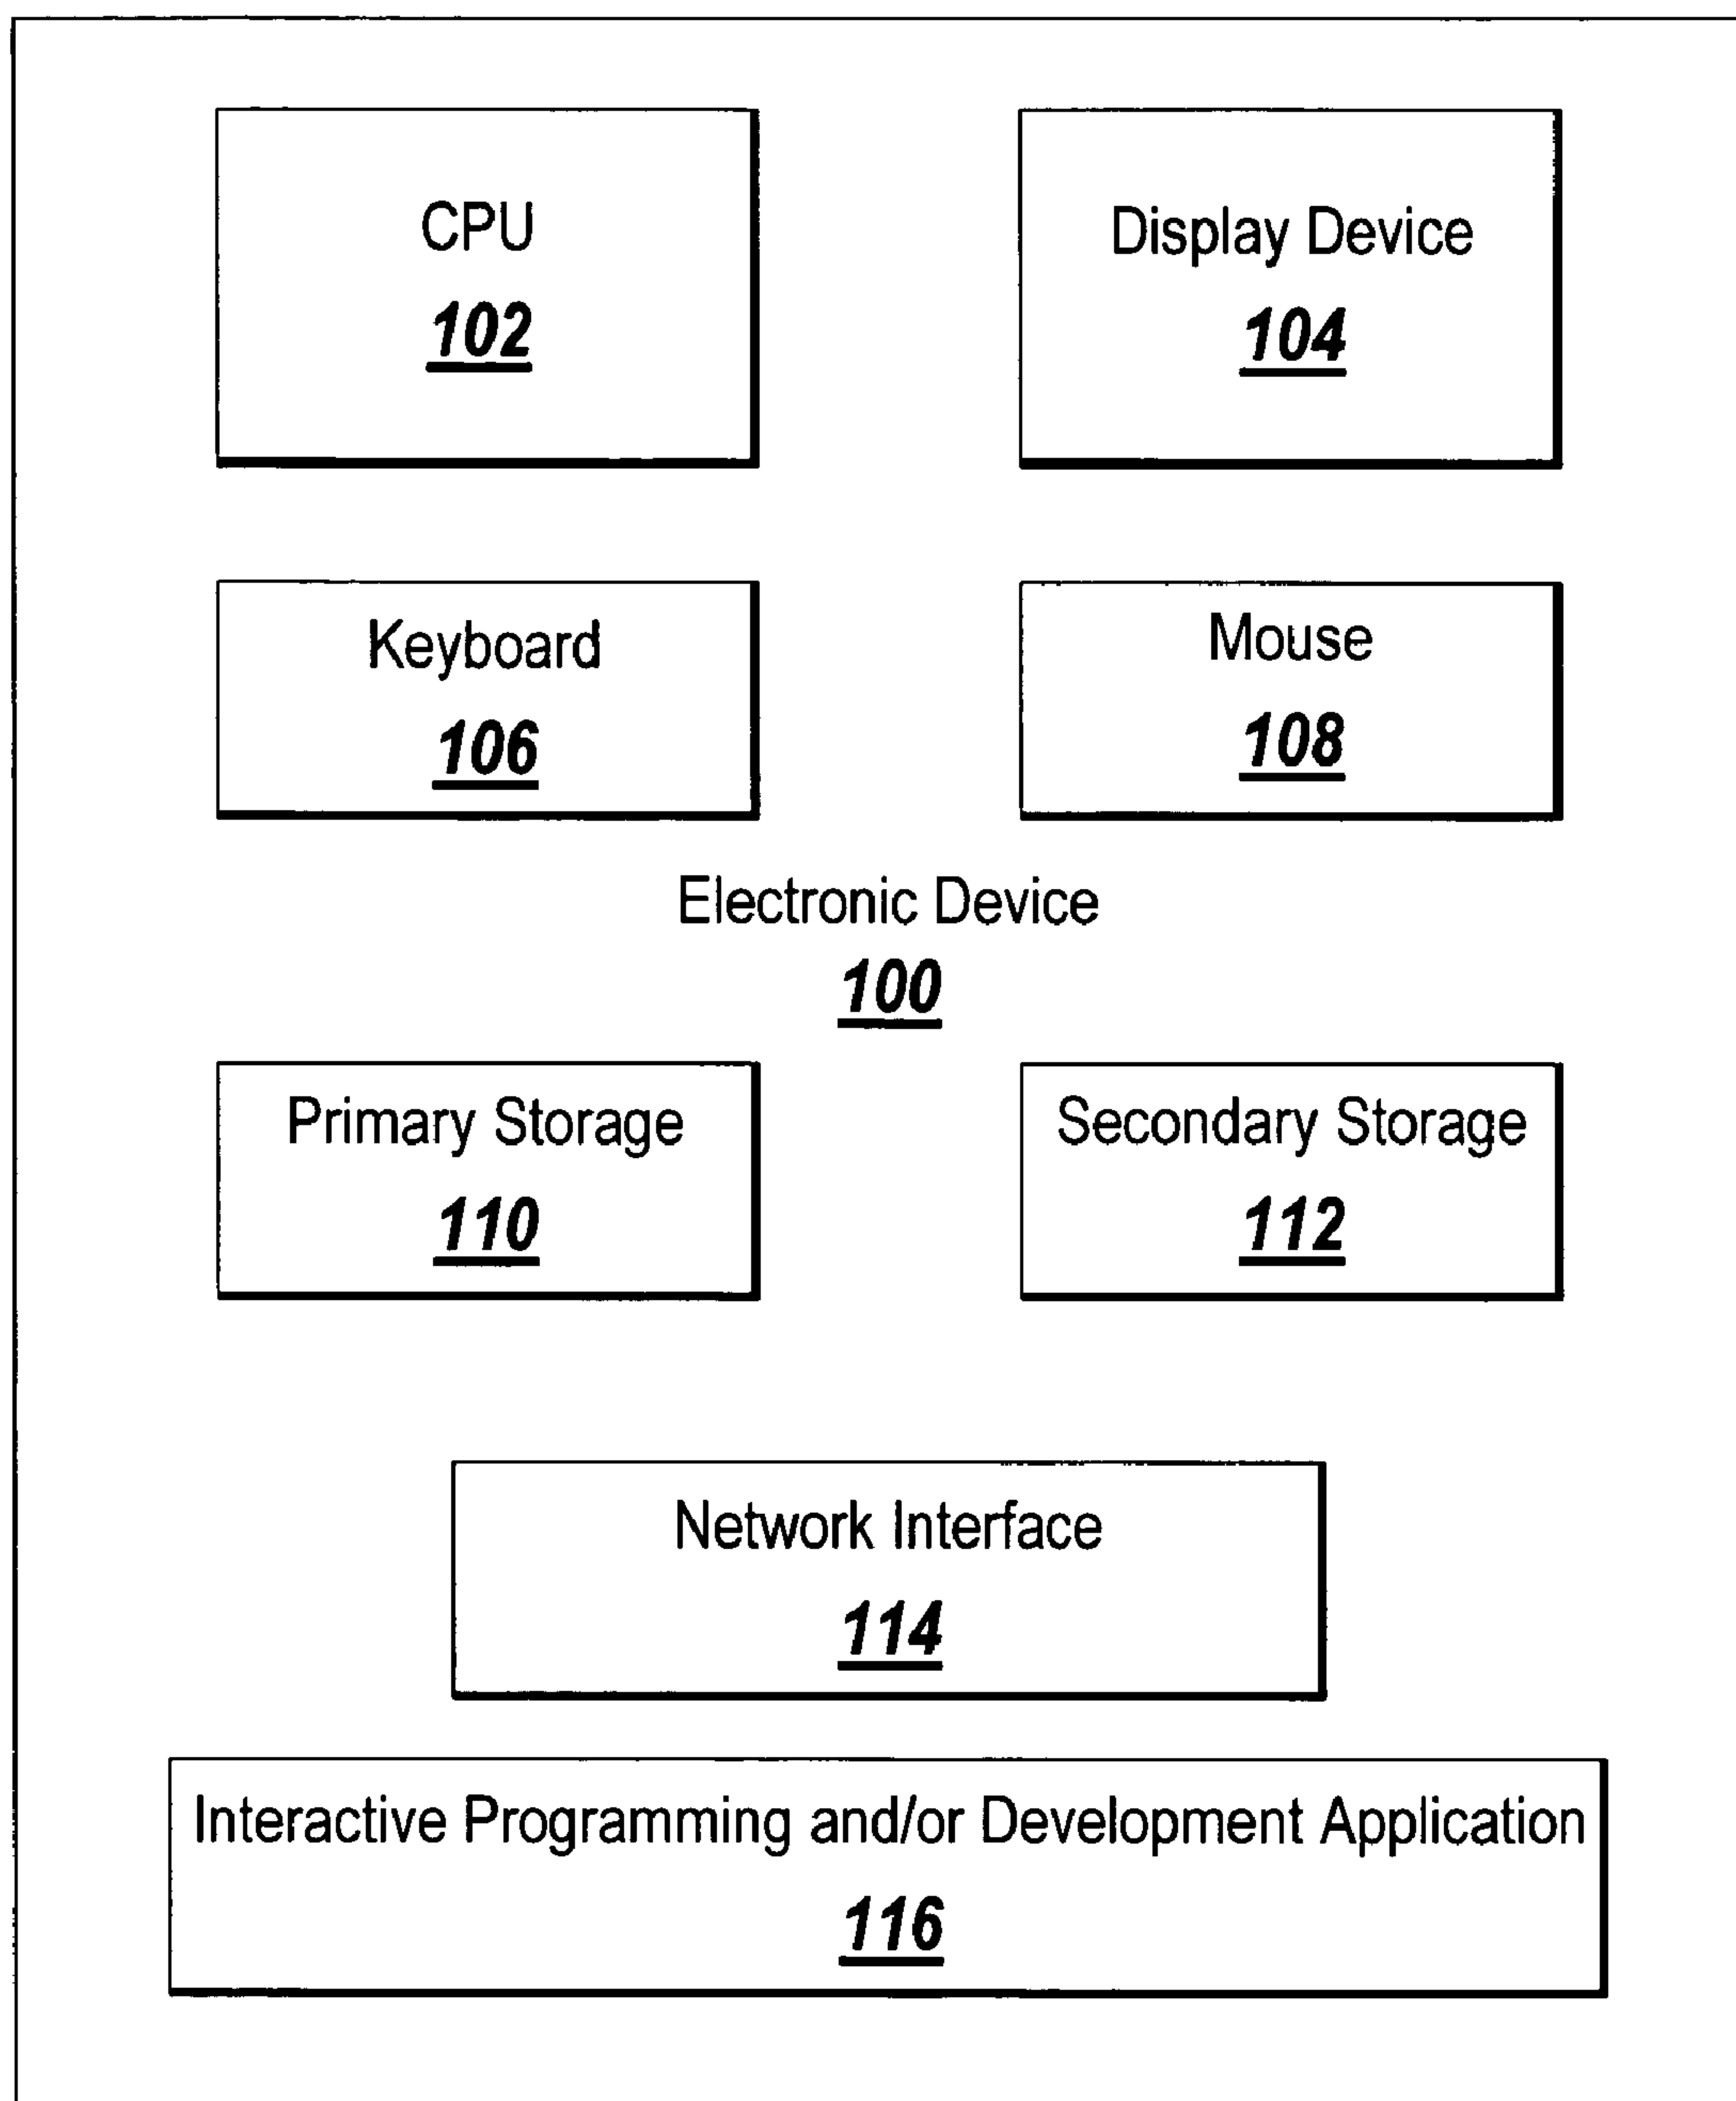 CPU
102
Display Device
104
Keyboard
106
Mouse
108
Electronic Device
100
Primary Storage
110
Secondary Storage
112
Network Interface
114
Interactive Programming and/or Development Application
116